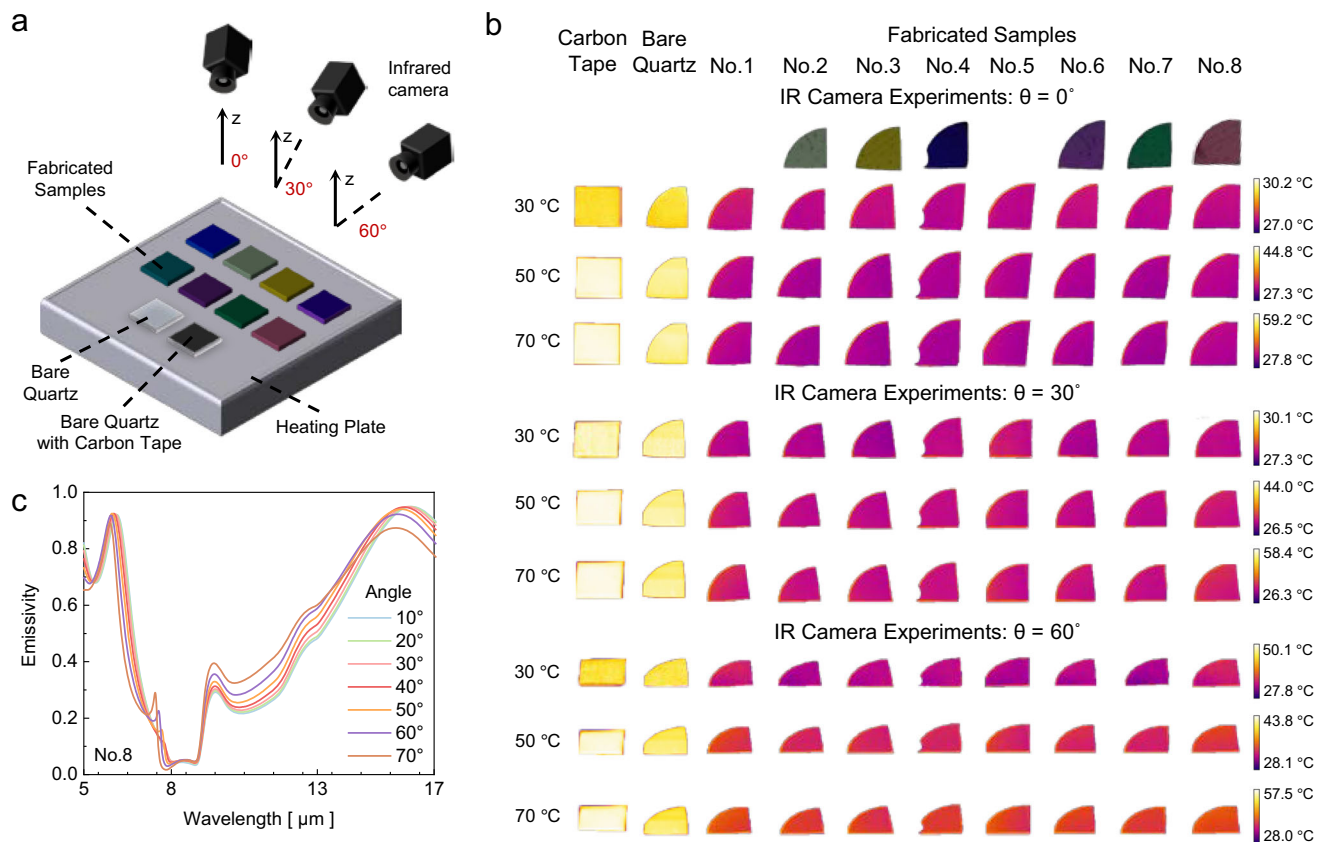 a
Infrared
camera
z
0°
z
30°
z
60°
Fabricated
Samples
Bare
Quartz
Bare Quartz
with Carbon Tape
Heating Plate
b
Carbon
Tape
Bare
Quartz
Fabricated Samples
No.1 No.2 No.3 No.4 No.5 No.6 No.7 No.8
IR Camera Experiments: θ = 0°
30 °C
30.2 °C
27.0 °C
50 °C
44.8 °C
27.3 °C
70 °C
59.2 °C
27.8 °C
IR Camera Experiments: θ = 30°
30 °C
30.1 °C
27.3 °C
50 °C
44.0 °C
26.5 °C
70 °C
58.4 °C
26.3 °C
IR Camera Experiments: θ = 60°
30 °C
50.1 °C
27.8 °C
50 °C
43.8 °C
28.1 °C
70 °C
57.5 °C
28.0 °C
c
Emissivity
1.0
0.8
0.6
0.4
0.2
0.0
Angle
10°
20°
30°
40°
50°
60°
70°
No.8
5 8 13 17
Wavelength [ μm ]